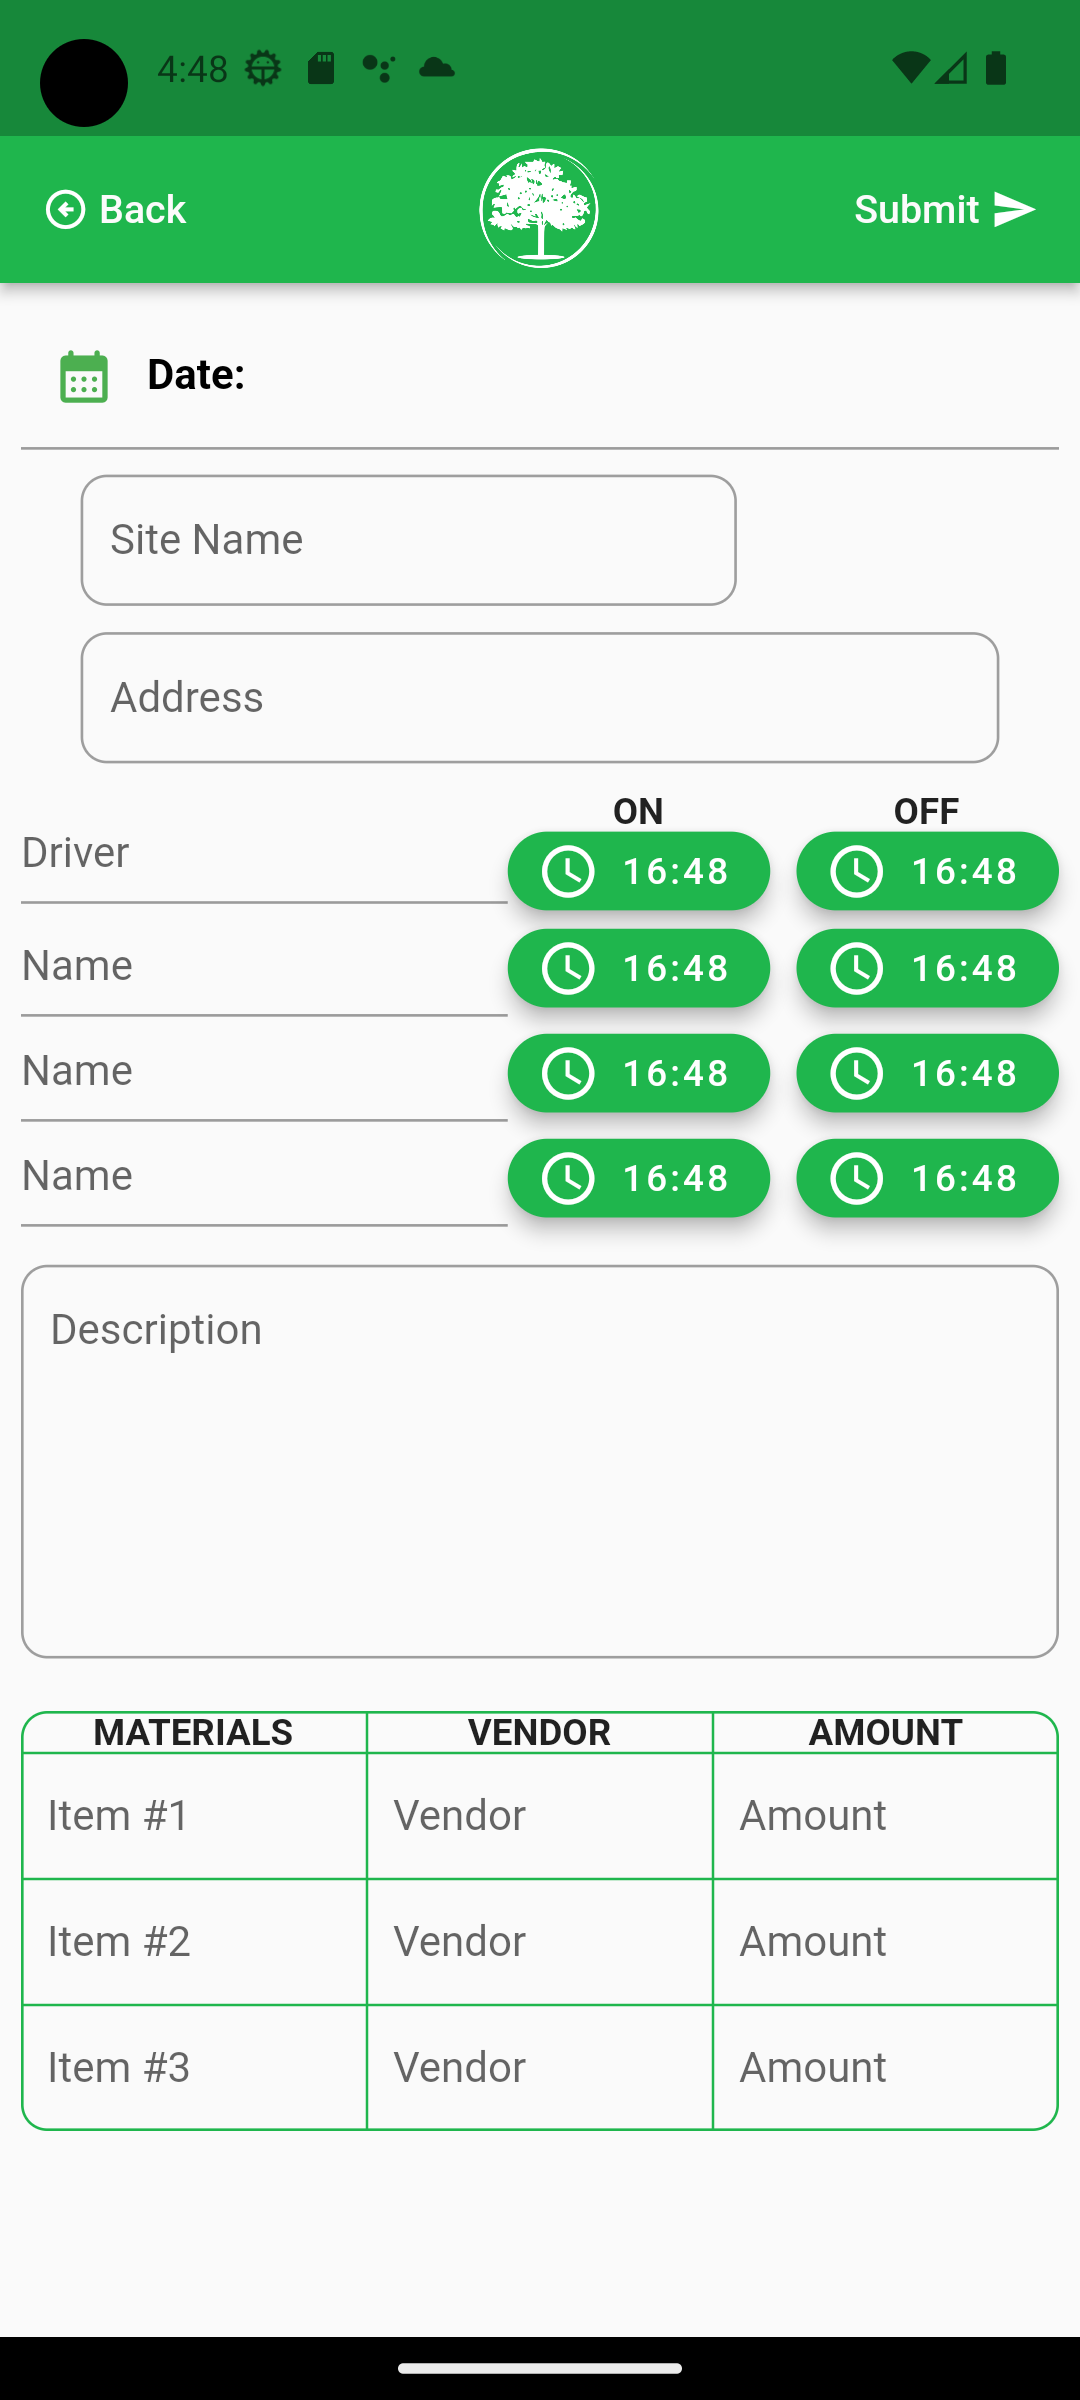 4:48
Back
Submit
Date:
Site Name
Address
ON OFF
Driver 16:48 16:48
Name 16:48 16:48
Name 16:48 16:48
Name 16:48 16:48
Description
MATERIALS VENDOR AMOUNT
Item #1 Vendor Amount
Item #2 Vendor Amount
Item #3 Vendor Amount